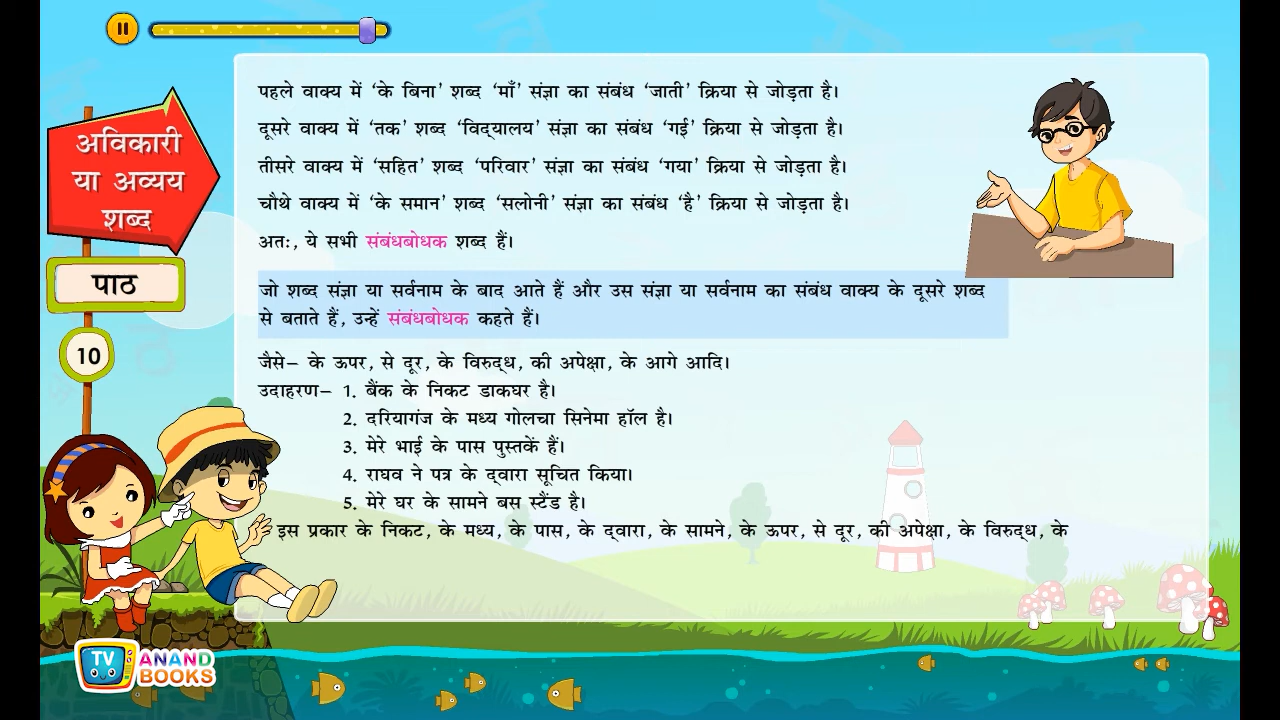 अविकारी
या अव्यय
शब्द
पाठ
10
पहले वाक्य में ‘के बिना’ शब्द ‘माँ’ संज्ञा का संबंध ‘जाती’ क्रिया से जोड़ता है।
दूसरे वाक्य में ‘तक’ शब्द ‘विद्‌यालय’ संज्ञा का संबंध ‘गई’ क्रिया से जोड़ता है।
तीसरे वाक्य में ‘सहित’ शब्द ‘परिवार’ संज्ञा का संबंध ‘गया’ क्रिया से जोड़ता है।
चौथे वाक्य में ‘के समान’ शब्द ‘सलोनी’ संज्ञा का संबंध ‘है’ क्रिया से जोड़ता है।
अतः, ये सभी संबंधबोधक शब्द हैं।
जो शब्द संज्ञा या सर्वनाम के बाद आते हैं और उस संज्ञा या सर्वनाम का संबंध वाक्य के दूसरे शब्द
से बताते हैं, उन्हें संबंधबोधक कहते हैं।
जैसे– के ऊपर, से दूर, के विरुद्‌ध, की अपेक्षा, के आगे आदि।
उदाहरण– 1. बैंक के निकट डाकघर है।
2. दरियागंज के मध्य गोलचा सिनेमा हॉल है।
3. मेरे भाई के पास पुस्तकें हैं।
4. राघव ने पत्र के द्‌वारा सूचित किया।
5. मेरे घर के सामने बस स्टैंड है।
इस प्रकार के निकट, के मध्य, के पास, के द्‌वारा, के सामने, के ऊपर, से दूर, की अपेक्षा, के विरुद्‌ध, के
TV ANAND
BOOKS